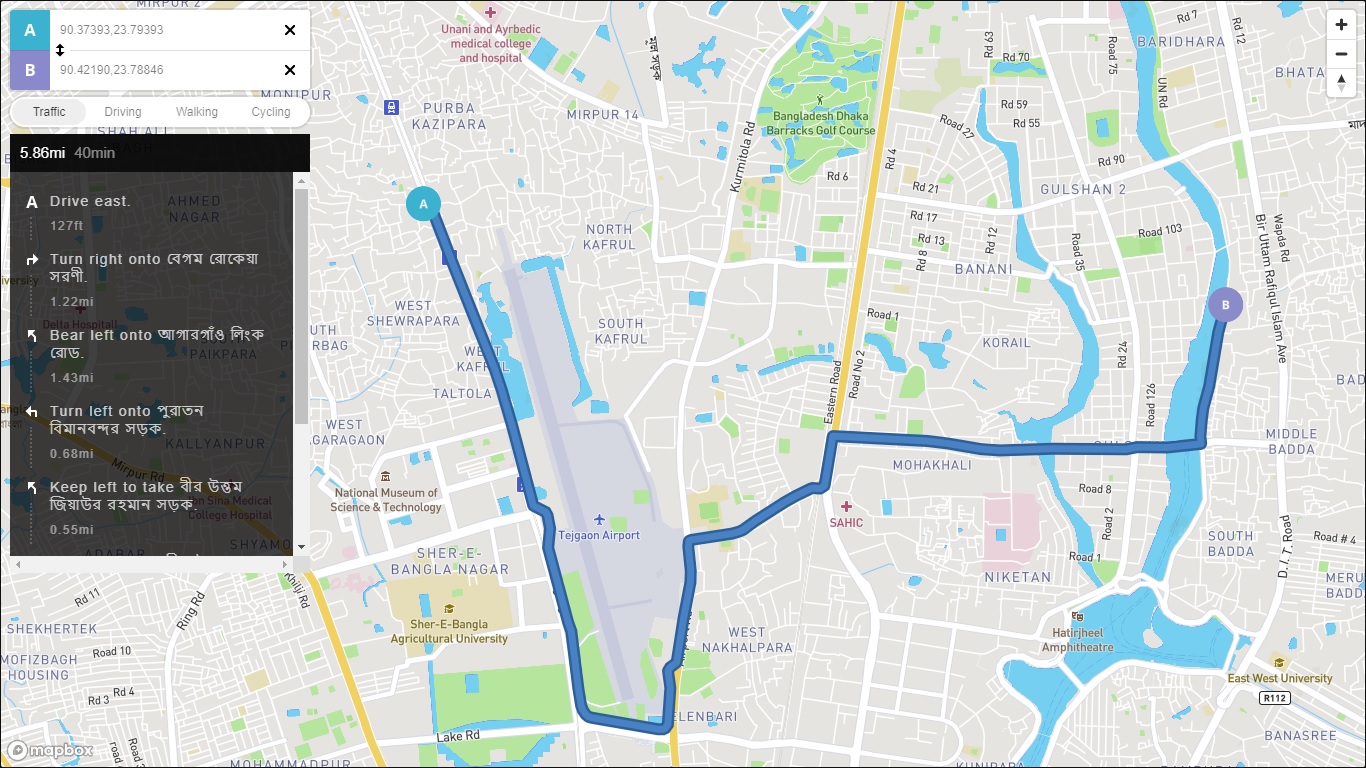 A
90.37393,23.79393
B
90.42190,23.78846
Traffic
Driving
Walking
Cycling
5.86mi 40min
A
Drive east.
127ft
Turn right onto বেগম রোকেয়া
সরণী.
1.22mi
Bear left onto আগারগাঁও লিংক
রোড.
1.43mi
Turn left onto পুরাতন
বিমানবন্দর সড়ক.
0.68mi
Keep left to take বীর উত্তম
জিয়াউর রহমান সড়ক.
0.55mi
MIRPUR 2
MONIPUR
SHAH ALI
AHMED
NAGAR
Delta Hospital
PAIKPARA
KALLYANPUR
Mirpur Rd
Ibn Sina Medical
College Hospital
ADABAR
SHYAMO
Unani and Ayrbedic
medical college
and hospital
PURBA
KAZIPARA
MIRPUR 14
Bangladesh Dhaka
Barracks Golf Course
Kurmitola Rd
Rd 6
Rd 4
Rd 63
Rd 70
Rd 75
Rd 59
Rd 55
Road 27
Rd 90
Rd 21
Rd 17
Rd 13
Rd 8
Rd 12
UNI Rd
Rd 7
Rd 12
BARIDHARA
BHATA
GULSHAN 2
Road 103
Road 35
BANANI
Bir Uttam Rafiqul Islam Ave
Wapda Rd
A
B
NORTH
KAFRUL
SOUTH
KAFRUL
WEST
SHEWRAPARA
WEST
KAFRUL
TALTOLA
UTH
RBAG
WEST
AGARGAON
Road 1
KORAIL
Rd 24
Road 126
Eastern Road
Road No 2
MOHAKHALI
MIDDLE
BADDA
BAD
National Museum of
Science & Technology
Tejgaon Airport
SAHIC
Road 8
Road 2
Road 1
NIKETAN
SOUTH
BADDA
D. I. T. Road
Road # 4
MERU
BADD
SHER-E-
BANGLA NAGAR
Sher-E-Bangla
Agricultural University
WEST
NAKHALPARA
Hatirjheel
Amphitheatre
East West University
R112
BANASREE
Khilji Rd
Ring Rd
Rd 11
SHEKHERTEK
Road 10
MOFIZBAGH
HOUSING
Rd 4
Rd 3
Road
Lake Rd
ELENBARI
MOHAMMADPUR
KUNIPARA
mapbox